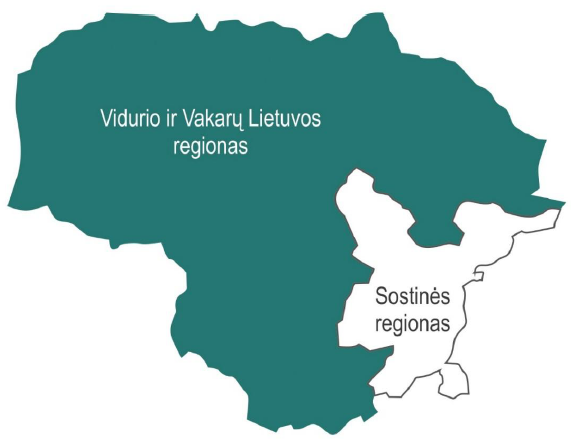 Vidurio ir Vakarų Lietuvos
regionas
Sostinės
regionas